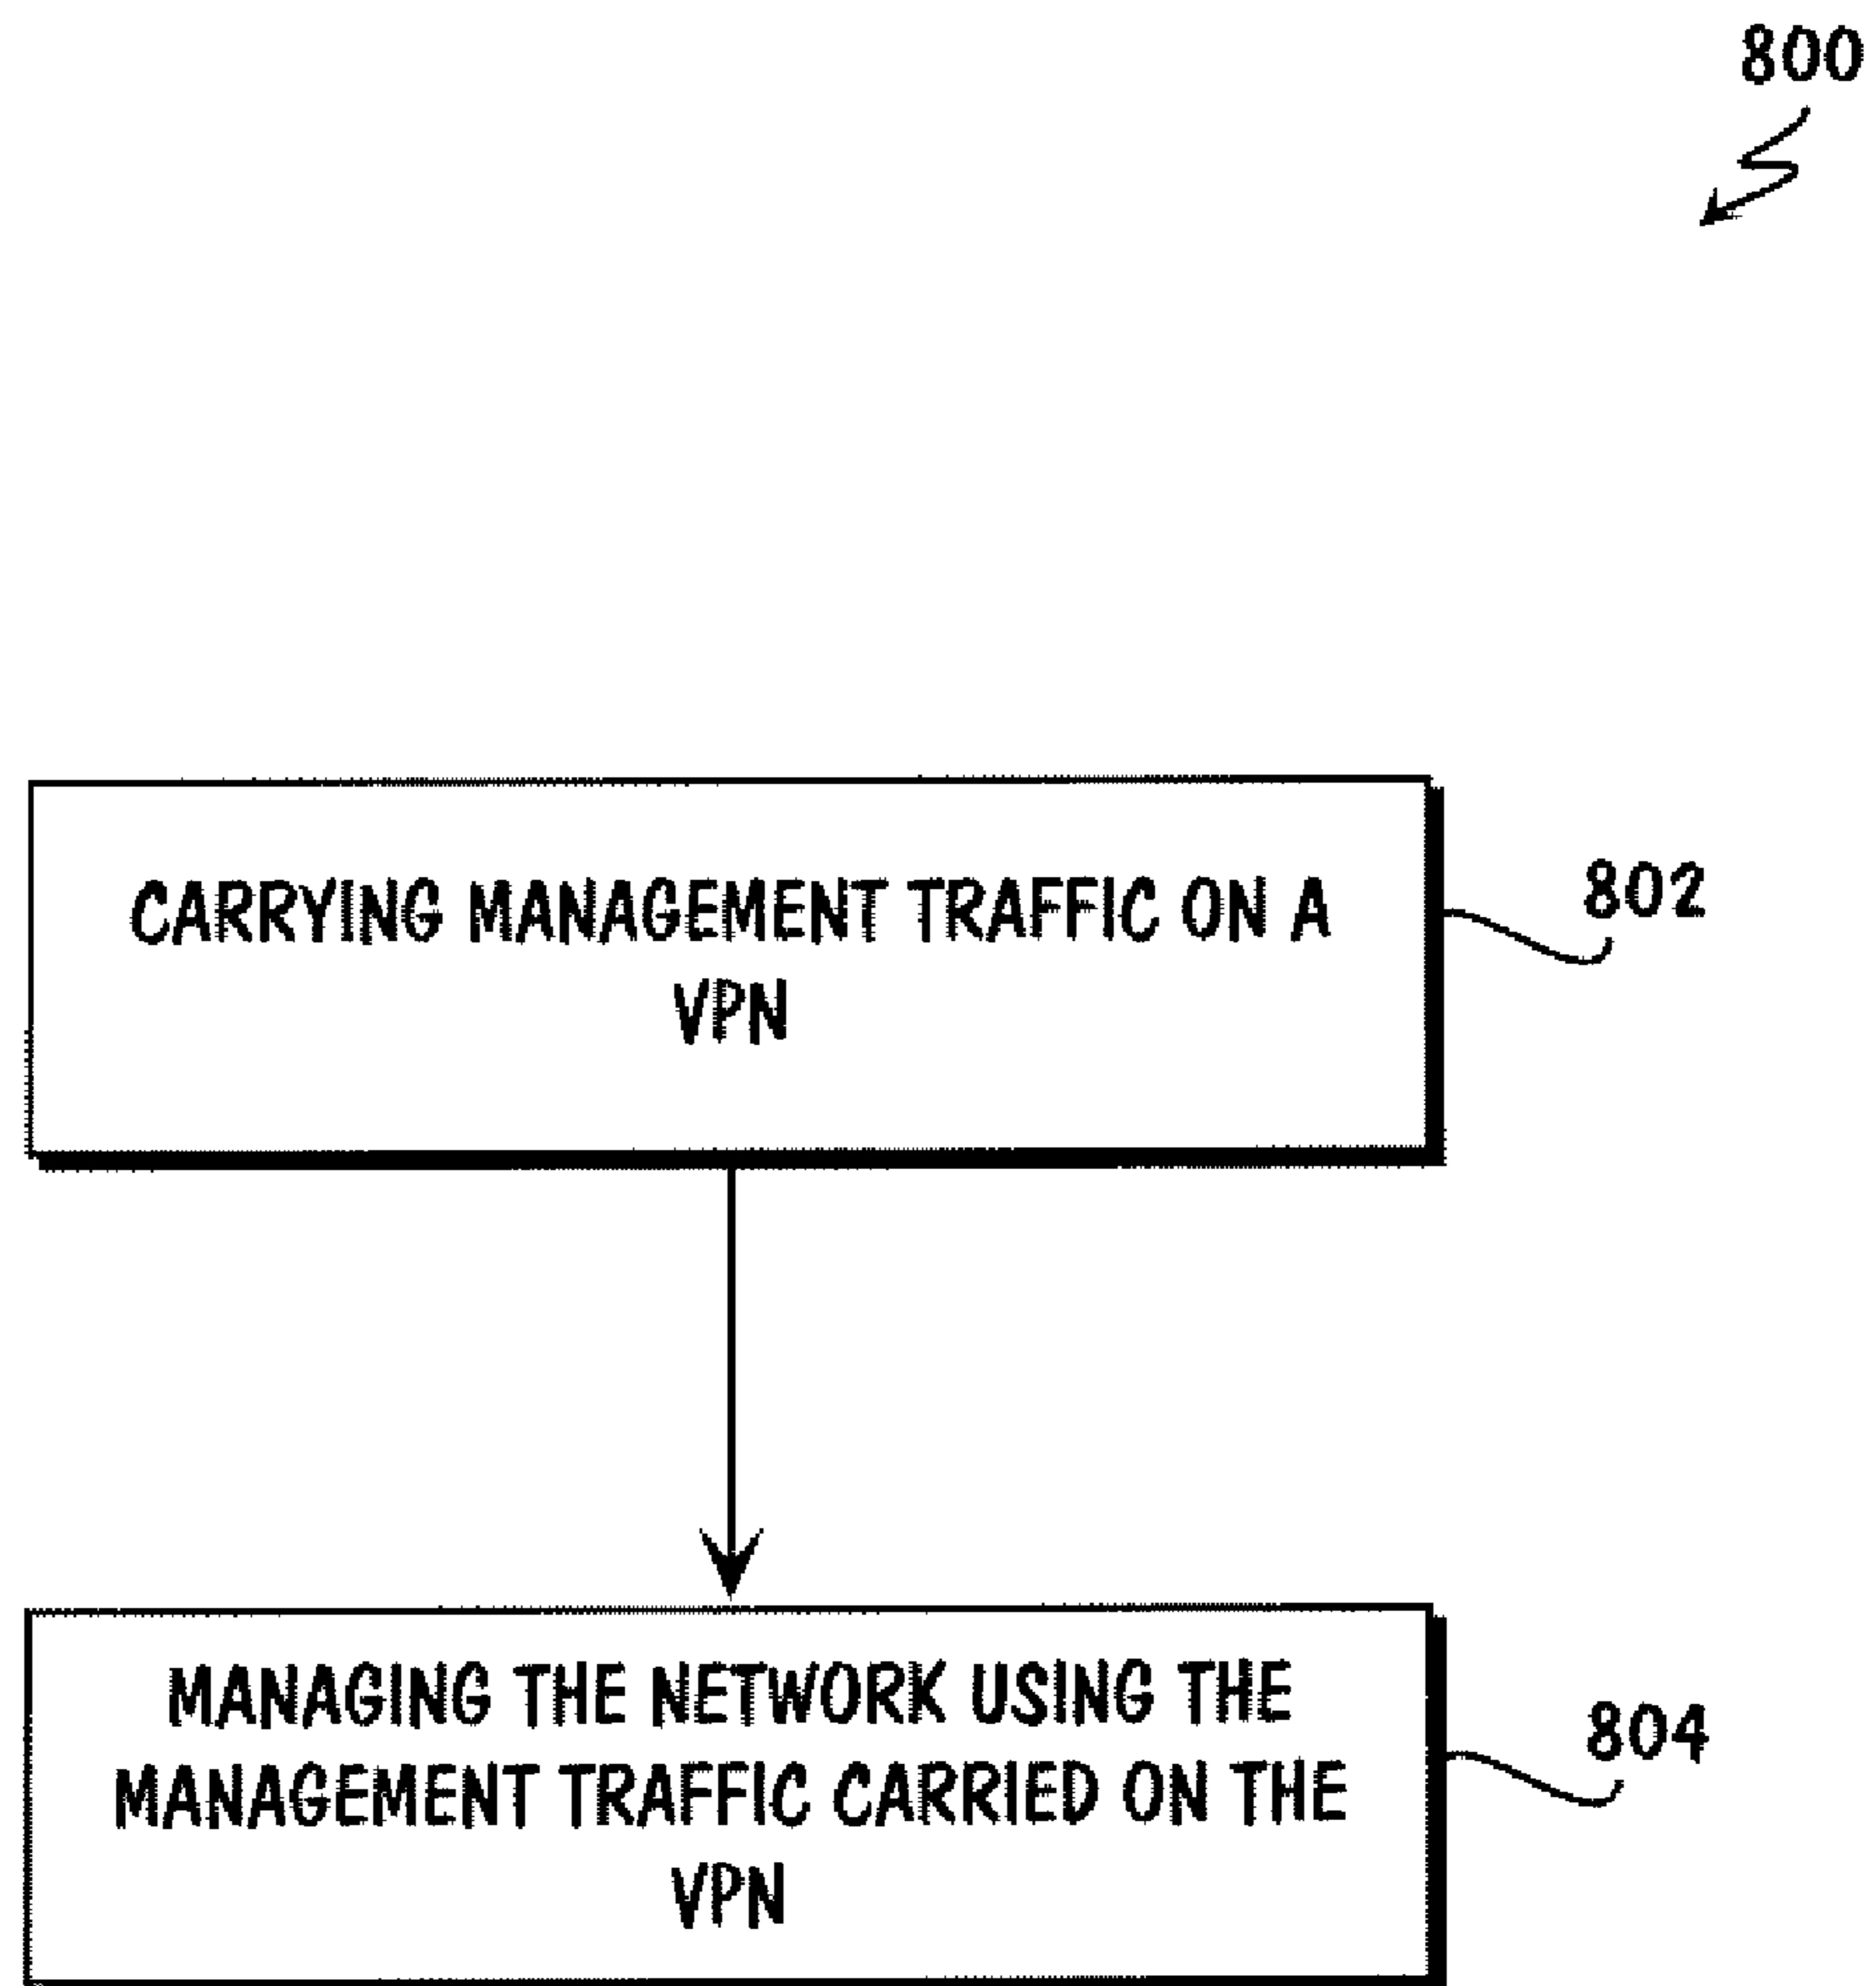 800
CARRYING MANAGEMENT TRAFFIC ON A
VPN
802
MANAGING THE NETWORK USING THE
MANAGEMENT TRAFFIC CARRIED ON THE
VPN
804